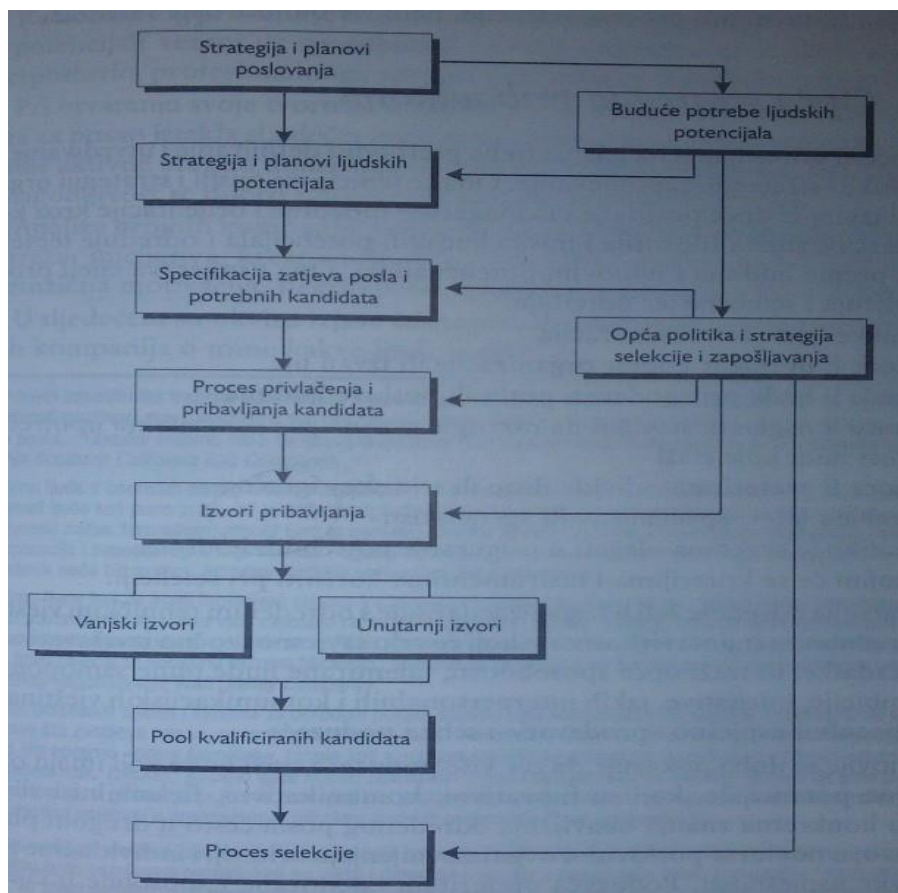 Strategija i planovi
poslovanja
Buduće potrebe ljudskih
potencijala
Strategija i planovi ljudskih
potencijala
Specifikacija zatjeva posla i
potrebnih kandidata
Opća politika i strategija
selekcije i zapošljavanja
Proces privlačenja i
pribavljanja kandidata
Izvori pribavljanja
Vanjski izvori
Unutarnji izvori
Pool kvalificiranih kandidata
Proces selekcije